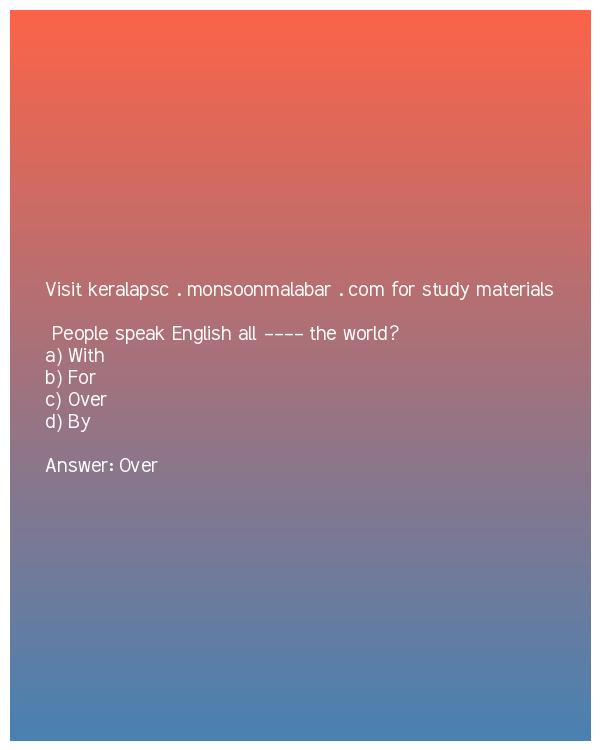 Visit keralapsc . monsoonmalabar . com for study materials
People speak English all ---- the world?
a) With
b) For
c) Over
d) By
Answer: Over